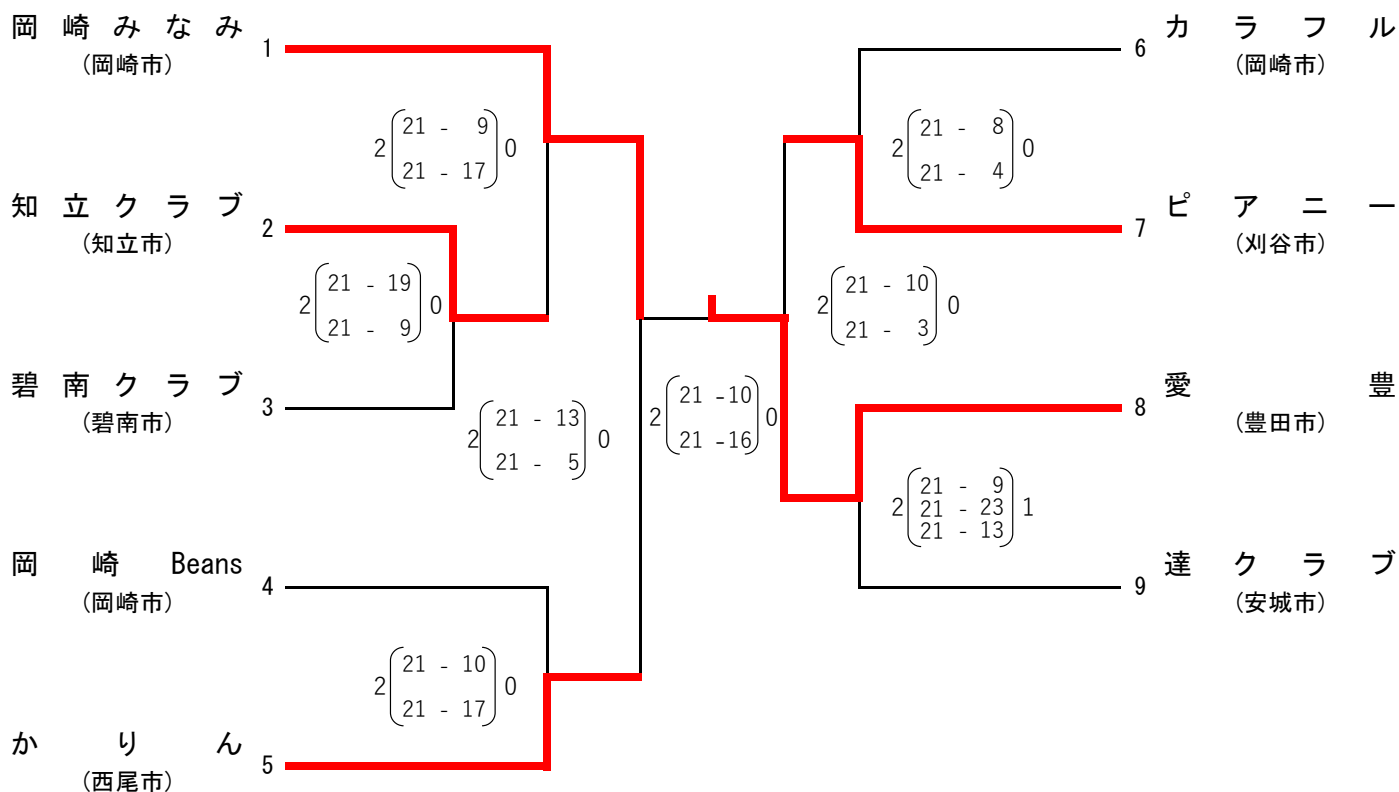 岡崎みなみ
(岡崎市)
1
2 21 - 9 0
21 - 17
知立クラブ
(知立市)
2
2 21 - 19 0
21 - 9
碧南クラブ
(碧南市)
3
2 21 - 13 0
21 - 5
岡崎 Beans
(岡崎市)
4
2 21 - 10 0
21 - 17
かりん
(西尾市)
5
2 21 -10 0
21 -16
6 カラフル
(岡崎市)
2 21 - 8 0
21 - 4
7 ピアニー
(刈谷市)
2 21 - 10 0
21 - 3
8 愛豊
(豊田市)
2 21 - 9 1
21 - 23
21 - 13
9 達クラブ
(安城市)